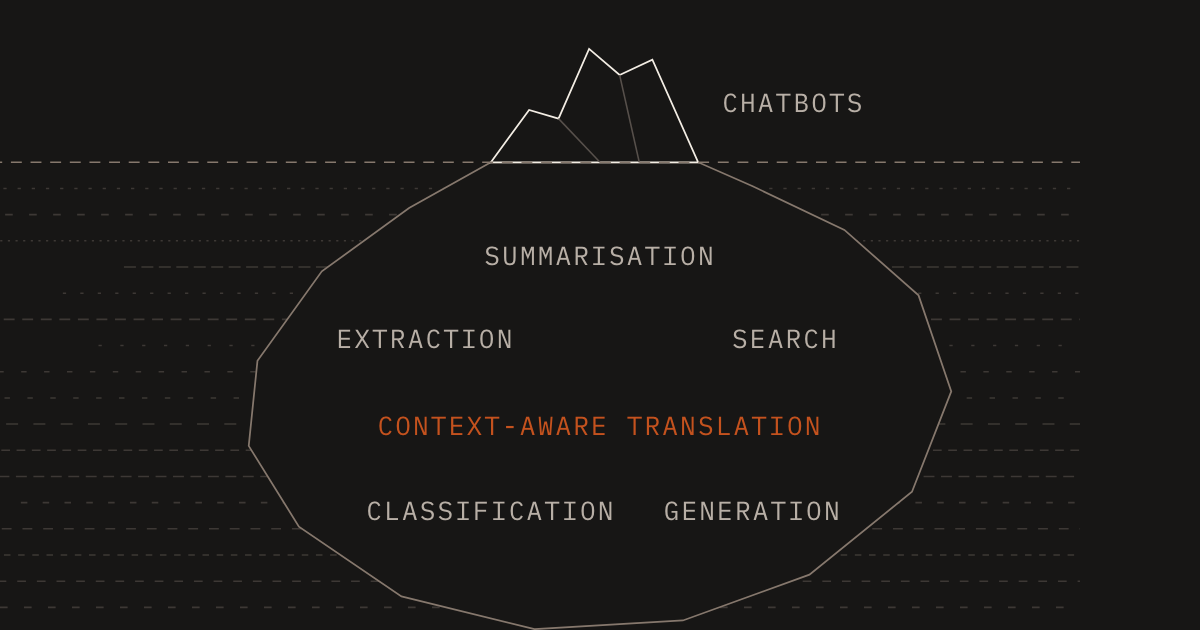 CHATBOTS
SUMMARISATION
EXTRACTION
SEARCH
CONTEXT-AWARE TRANSLATION
CLASSIFICATION
GENERATION